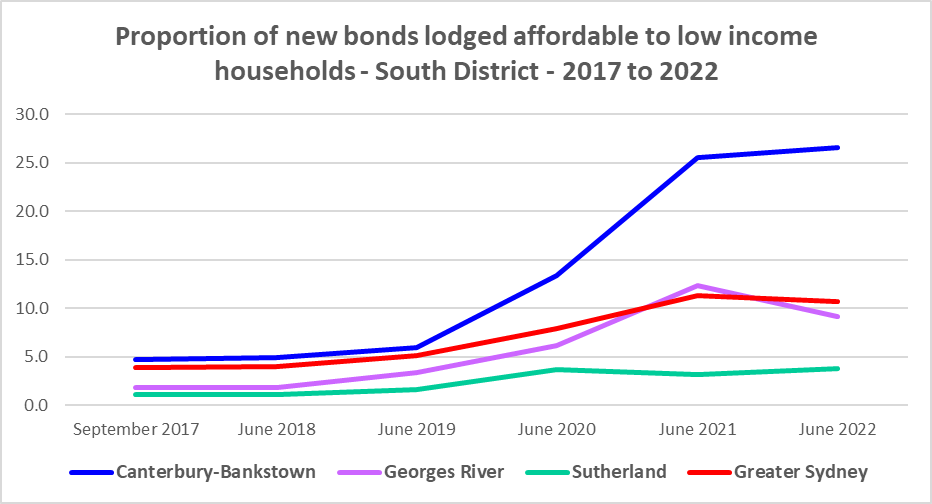 Proportion of new bonds lodged affordable to low income
households - South District - 2017 to 2022
30.0
25.0
20.0
15.0
10.0
5.0
0.0
September 2017 June 2018 June 2019 June 2020 June 2021 June 2022
Canterbury-Bankstown Georges River Sutherland Greater Sydney